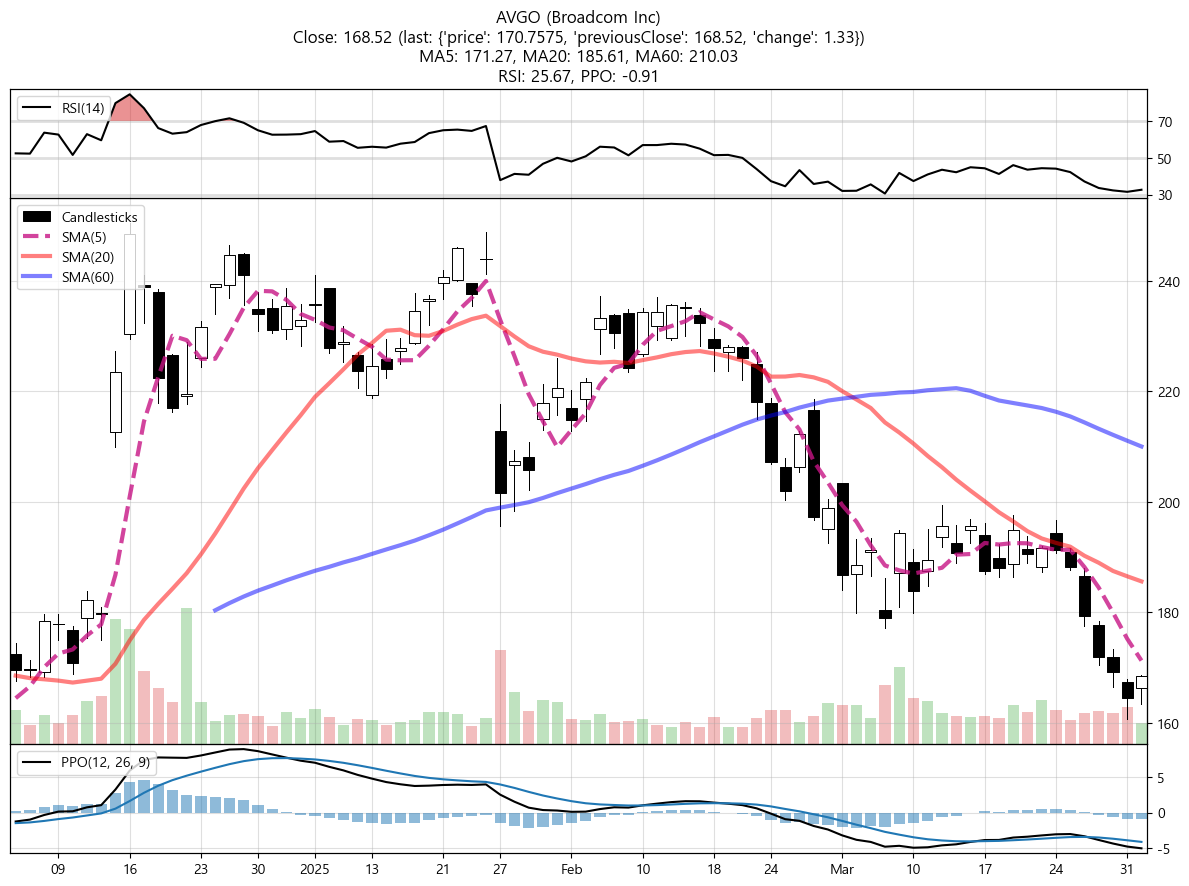 AVGO (Broadcom Inc)
Close: 168.52 (last: {'price': 170.7575, 'previousClose': 168.52, 'change': 1.33})
MA5: 171.27, MA20: 185.61, MA60: 210.03
RSI: 25.67, PPO: -0.91
RSI(14)
70
50
30
Candlesticks
SMA(5)
SMA(20)
SMA(60)
240
220
200
180
160
PPO(12, 26, 9)
5
0
-5
09 16 23 30 2025 13 21 27 Feb 10 18 24 Mar 10 17 24 31